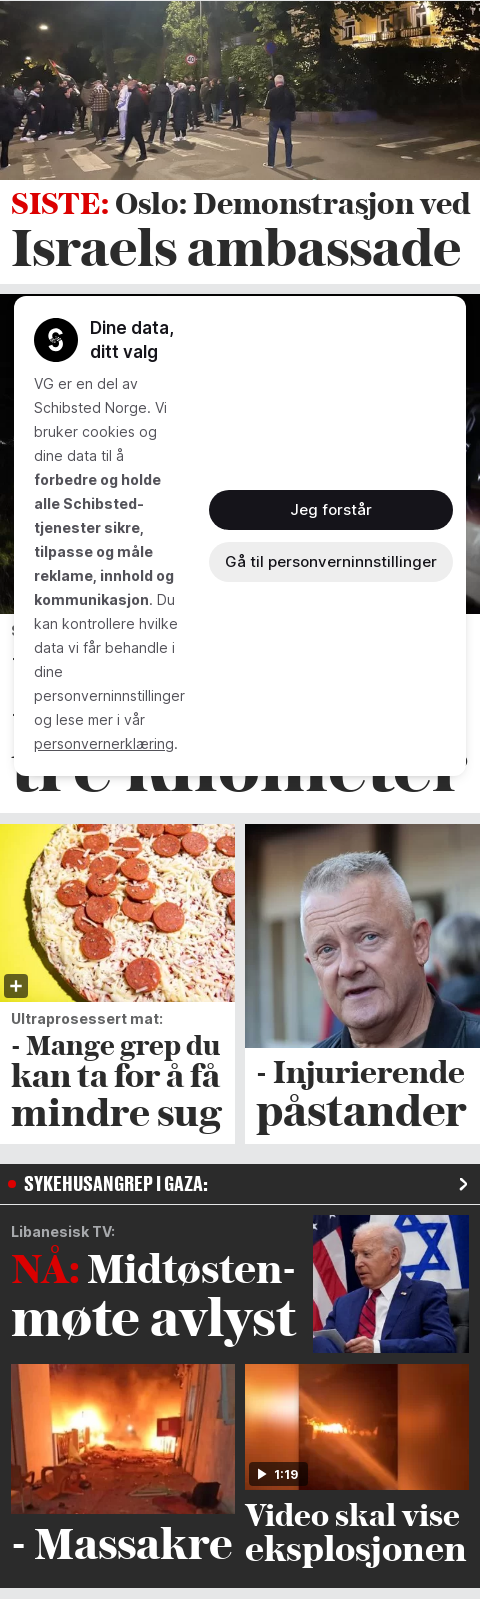 SISTE: Oslo: Demonstrasjon ved
Israels ambassade
Dine data,
ditt valg
VG er en del av
Schibsted Norge. Vi
bruker cookies og
dine data til å
forbedre og holde
alle Schibsted-
tjenester sikre,
tilpasse og måle
reklame, innhold og
kommunikasjon. Du
kan kontrollere hvilke
data vi får behandle i
dine
personverninnstillinger
og lese mer i vår
personvernerklæring.
Jeg forstår
Gå til personverninnstillinger
tre kilometer
Ultraprosessert mat:
- Mange grep du
kan ta for å få
mindre sug
- Injurierende
påstander
SYKEHUSANGREP I GAZA:
Libanesisk TV:
NÅ: Midtøsten-
møte avlyst
- Massakre
1:19
Video skal vise
eksplosjonen